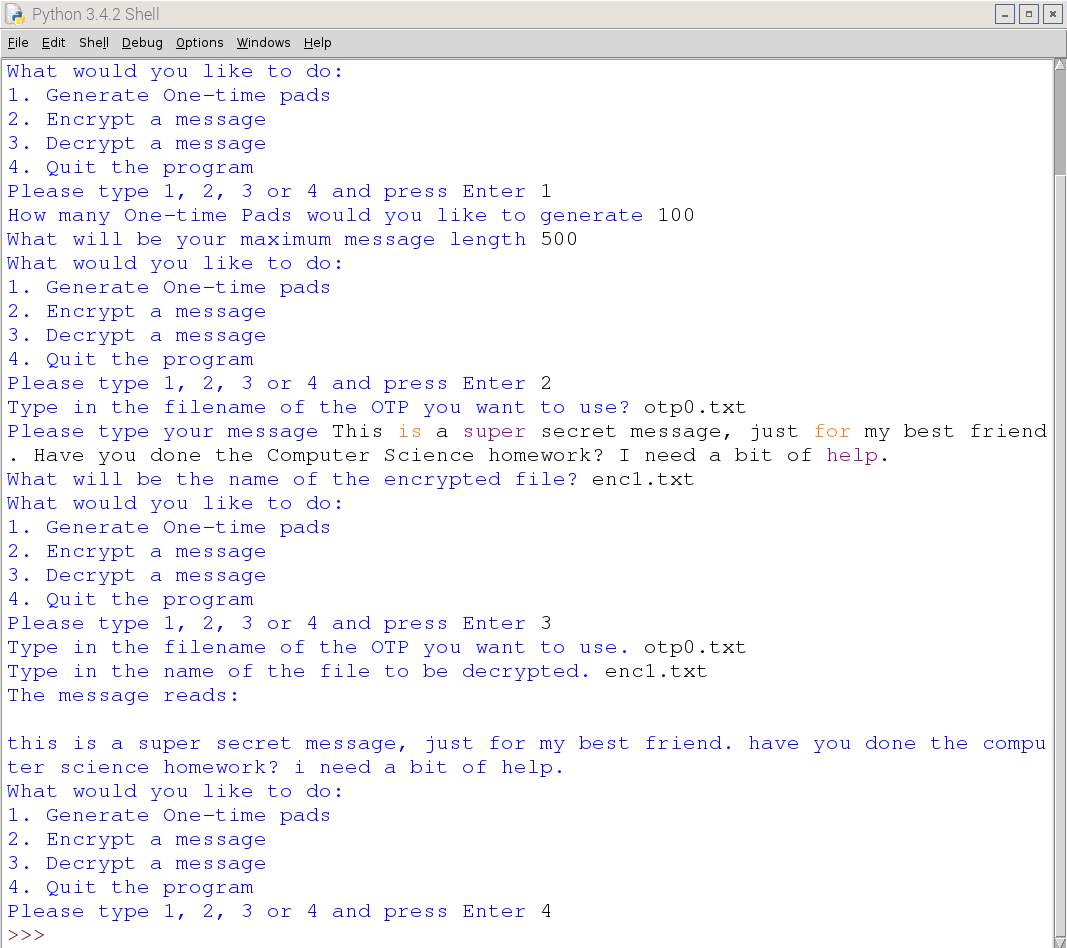 Python 3.4.2 Shell
File Edit Shell Debug Options Windows Help
What would you like to do:
1. Generate One-time pads
2. Encrypt a message
3. Decrypt a message
4. Quit the program
Please type 1, 2, 3 or 4 and press Enter 1
How many One-time Pads would you like to generate 100
What will be your maximum message length 500
What would you like to do:
1. Generate One-time pads
2. Encrypt a message
3. Decrypt a message
4. Quit the program
Please type 1, 2, 3 or 4 and press Enter 2
Type in the filename of the OTP you want to use? otp0.txt
Please type your message This is a super secret message, just for my best friend
. Have you done the Computer Science homework? I need a bit of help.
What will be the name of the encrypted file? enc1.txt
What would you like to do:
1. Generate One-time pads
2. Encrypt a message
3. Decrypt a message
4. Quit the program
Please type 1, 2, 3 or 4 and press Enter 3
Type in the filename of the OTP you want to use. otp0.txt
Type in the name of the file to be decrypted. enc1.txt
The message reads:
this is a super secret message, just for my best friend. have you done the compu
ter science homework? i need a bit of help.
What would you like to do:
1. Generate One-time pads
2. Encrypt a message
3. Decrypt a message
4. Quit the program
Please type 1, 2, 3 or 4 and press Enter 4
>>>